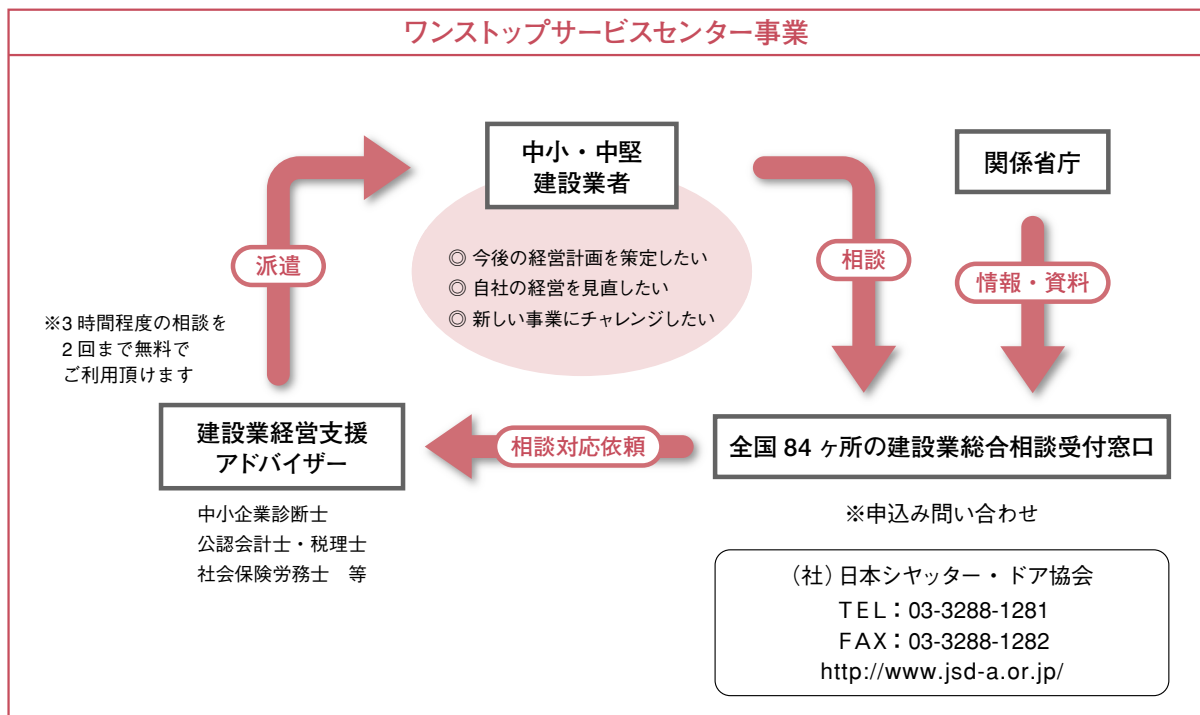 ワンストップサービスセンター事業
中小・中堅
建設業者
関係省庁
◎ 今後の経営計画を策定したい
◎ 自社の経営を見直したい
◎ 新しい事業にチャレンジしたい
派遣
相談
情報・資料
※3 時間程度の相談を
2 回まで無料で
ご利用頂けます
建設業経営支援
アドバイザー
相談対応依頼
全国 84 ヶ所の建設業総合相談受付窓口
中小企業診断士
公認会計士・税理士
社会保険労務士　等
※申込み問い合わせ
（社）日本シヤッター・ドア協会
TEL：03-3288-1281
FAX：03-3288-1282
http://www.jsd-a.or.jp/